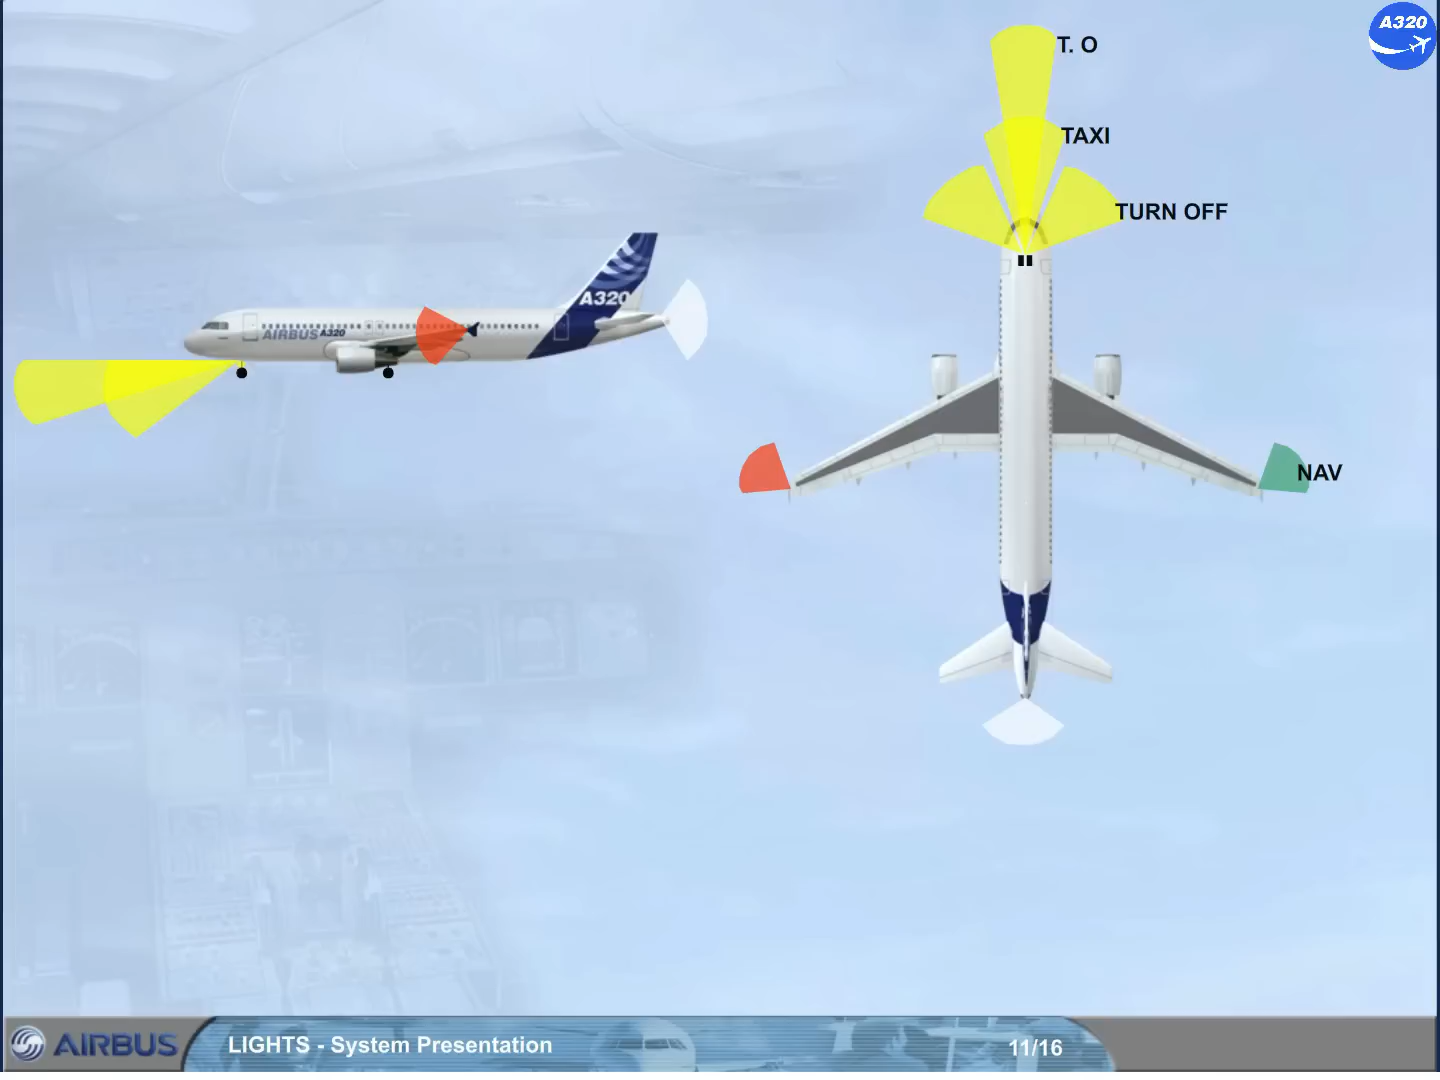 A320
T. O
TAXI
TURN OFF
A320
AIRBUS A320
NAV
AIRBUS
LIGHTS - System Presentation
11/16